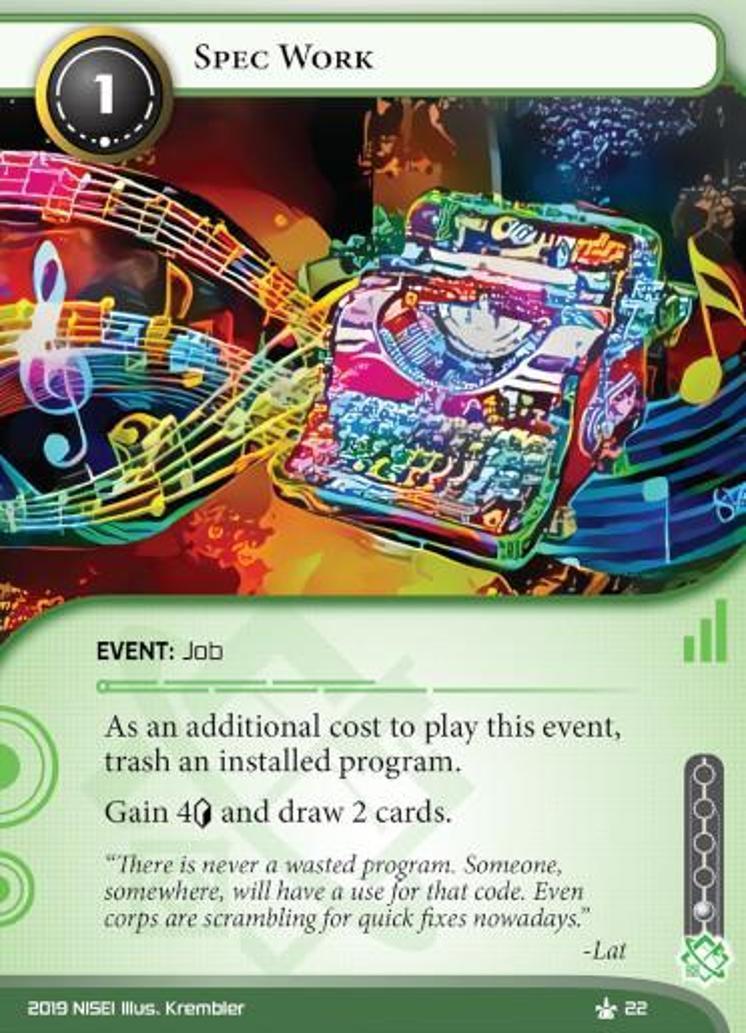 1
Spec Work
EVENT: Job
As an additional cost to play this event,
trash an installed program.
Gain 4 and draw 2 cards.
“There is never a wasted program. Someone,
somewhere, will have a use for that code. Even
corps are scrambling for quick fixes nowadays.”
-Lat
2019 NISEI Illus. Krembler
22